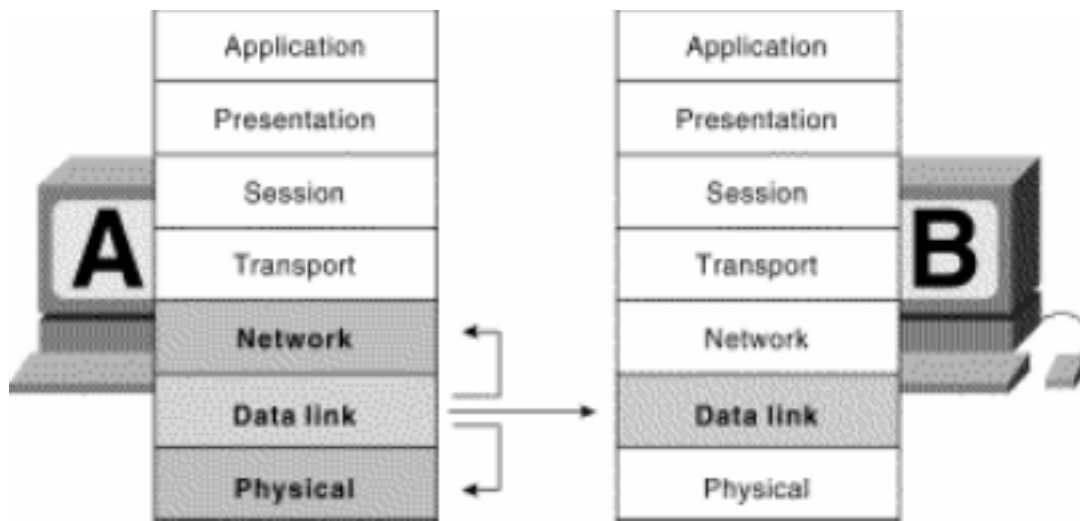 Application
Presentation
Session
Transport
Network
Data link
Physical
A
Application
Presentation
Session
Transport
Network
Data link
Physical
B